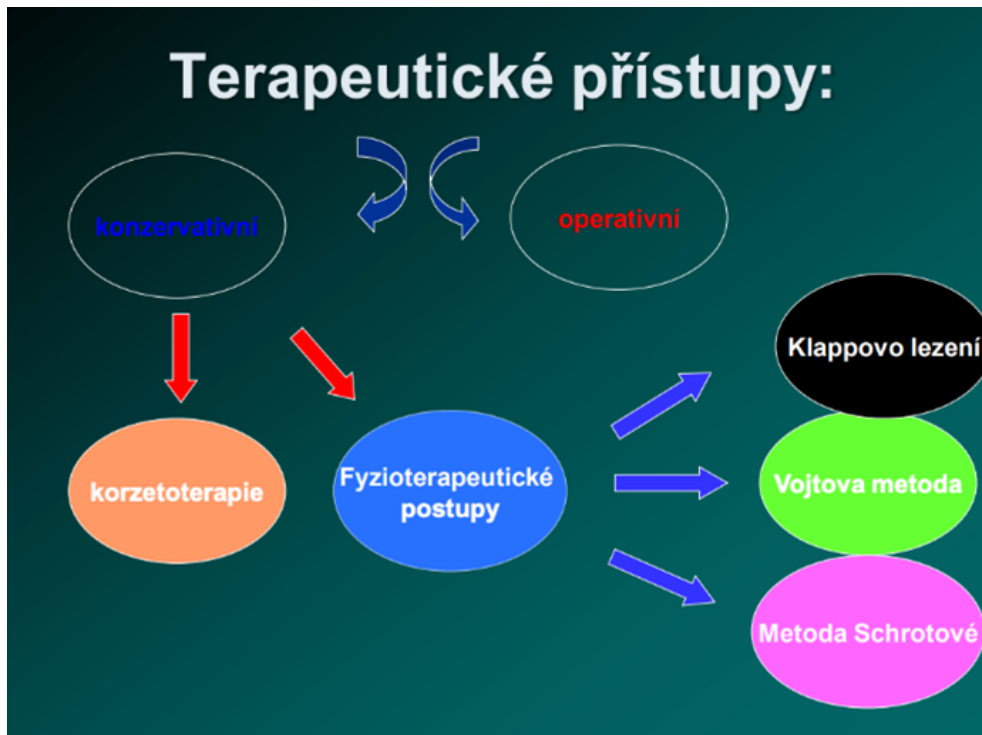 Terapeutické přístupy:
konzervativní
operativní
Klappovo lezení
korzetoterapie
Fyzioterapeutické
postupy
Vojtova metoda
Metoda Schrotové